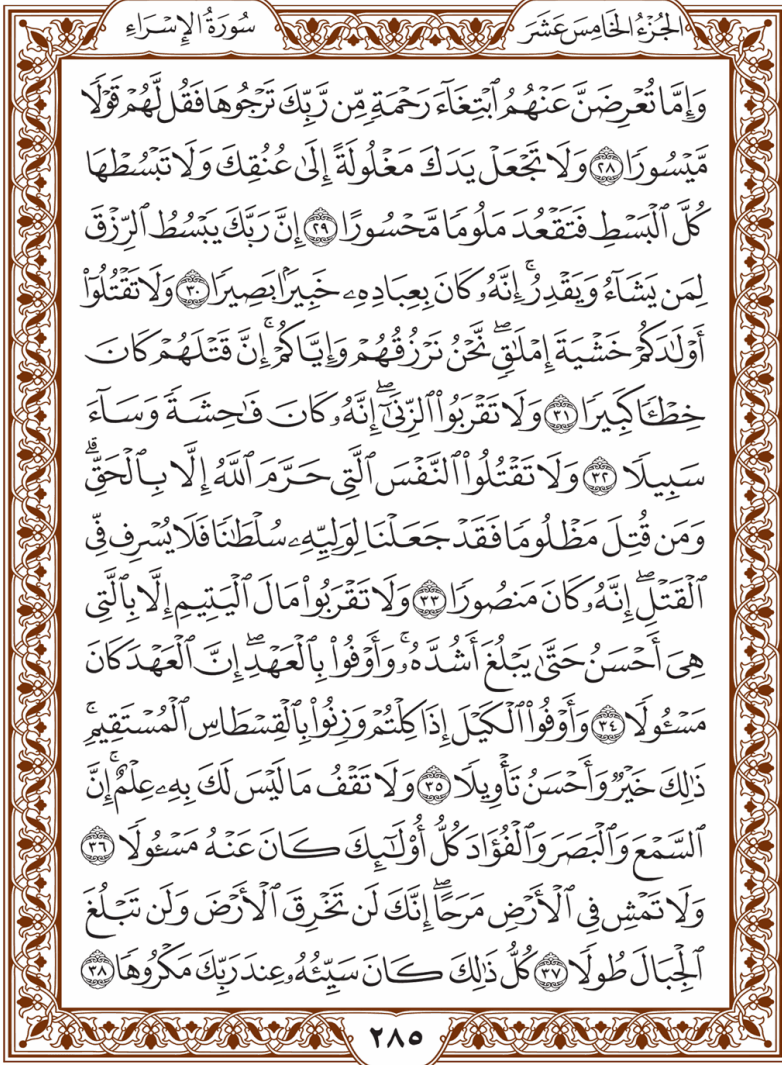 سُورَةُ الإِسْرَاءِ
الجُزْءُ الخَامِسَ عَشَرَ
وَإِمَّا تُعْرِضَنَّ عَنْهُمُ ٱبْتِغَآءَ رَحْمَةٖ مِّن رَّبِّكَ تَرْجُوهَا فَقُل لَّهُمْ قَوْلٗا
مَّيْسُورٗا ٢٨ وَلَا تَجْعَلْ يَدَكَ مَغْلُولَةً إِلَىٰ عُنُقِكَ وَلَا تَبْسُطْهَا
كُلَّ ٱلْبَسْطِ فَتَقْعُدَ مَلُومٗا مَّحْسُورًا ٢٩ إِنَّ رَبَّكَ يَبْسُطُ ٱلرِّزْقَ
لِمَن يَشَآءُ وَيَقْدِرُۚ إِنَّهُۥ كَانَ بِعِبَادِهِۦ خَبِيرَۢا بَصِيرٗا ٣٠ وَلَا تَقْتُلُوٓاْ
أَوْلَٰدَكُمْ خَشْيَةَ إِمْلَٰقٖۖ نَّحْنُ نَرْزُقُهُمْ وَإِيَّاكُمْۚ إِنَّ قَتْلَهُمْ كَانَ
خِطْـٔٗا كَبِيرٗا ٣١ وَلَا تَقْرَبُواْ ٱلزِّنَىٰٓۖ إِنَّهُۥ كَانَ فَٰحِشَةٗ وَسَآءَ
سَبِيلٗا ٣٢ وَلَا تَقْتُلُواْ ٱلنَّفْسَ ٱلَّتِي حَرَّمَ ٱللَّهُ إِلَّا بِٱلْحَقِّۗ
وَمَن قُتِلَ مَظْلُومٗا فَقَدْ جَعَلْنَا لِوَلِيِّهِۦ سُلْطَٰنٗا فَلَا يُسْرِف فِّي
ٱلْقَتْلِۖ إِنَّهُۥ كَانَ مَنصُورٗا ٣٣ وَلَا تَقْرَبُواْ مَالَ ٱلْيَتِيمِ إِلَّا بِٱلَّتِي
هِيَ أَحْسَنُ حَتَّىٰ يَبْلُغَ أَشُدَّهُۥۚ وَأَوْفُواْ بِٱلْعَهْدِۖ إِنَّ ٱلْعَهْدَ كَانَ
مَسْـُٔولٗا ٣٤ وَأَوْفُواْ ٱلْكَيْلَ إِذَا كِلْتُمْ وَزِنُواْ بِٱلْقِسْطَاسِ ٱلْمُسْتَقِيمِۚ
ذَٰلِكَ خَيْرٞ وَأَحْسَنُ تَأْوِيلٗا ٣٥ وَلَا تَقْفُ مَا لَيْسَ لَكَ بِهِۦ عِلْمٌۚ إِنَّ
ٱلسَّمْعَ وَٱلْبَصَرَ وَٱلْفُؤَادَ كُلُّ أُوْلَٰٓئِكَ كَانَ عَنْهُ مَسْـُٔولٗا ٣٦
وَلَا تَمْشِ فِي ٱلْأَرْضِ مَرَحًاۖ إِنَّكَ لَن تَخْرِقَ ٱلْأَرْضَ وَلَن تَبْلُغَ
ٱلْجِبَالَ طُولٗا ٣٧ كُلُّ ذَٰلِكَ كَانَ سَيِّئُهُۥ عِندَ رَبِّكَ مَكْرُوهٗا ٣٨
٢٨٥